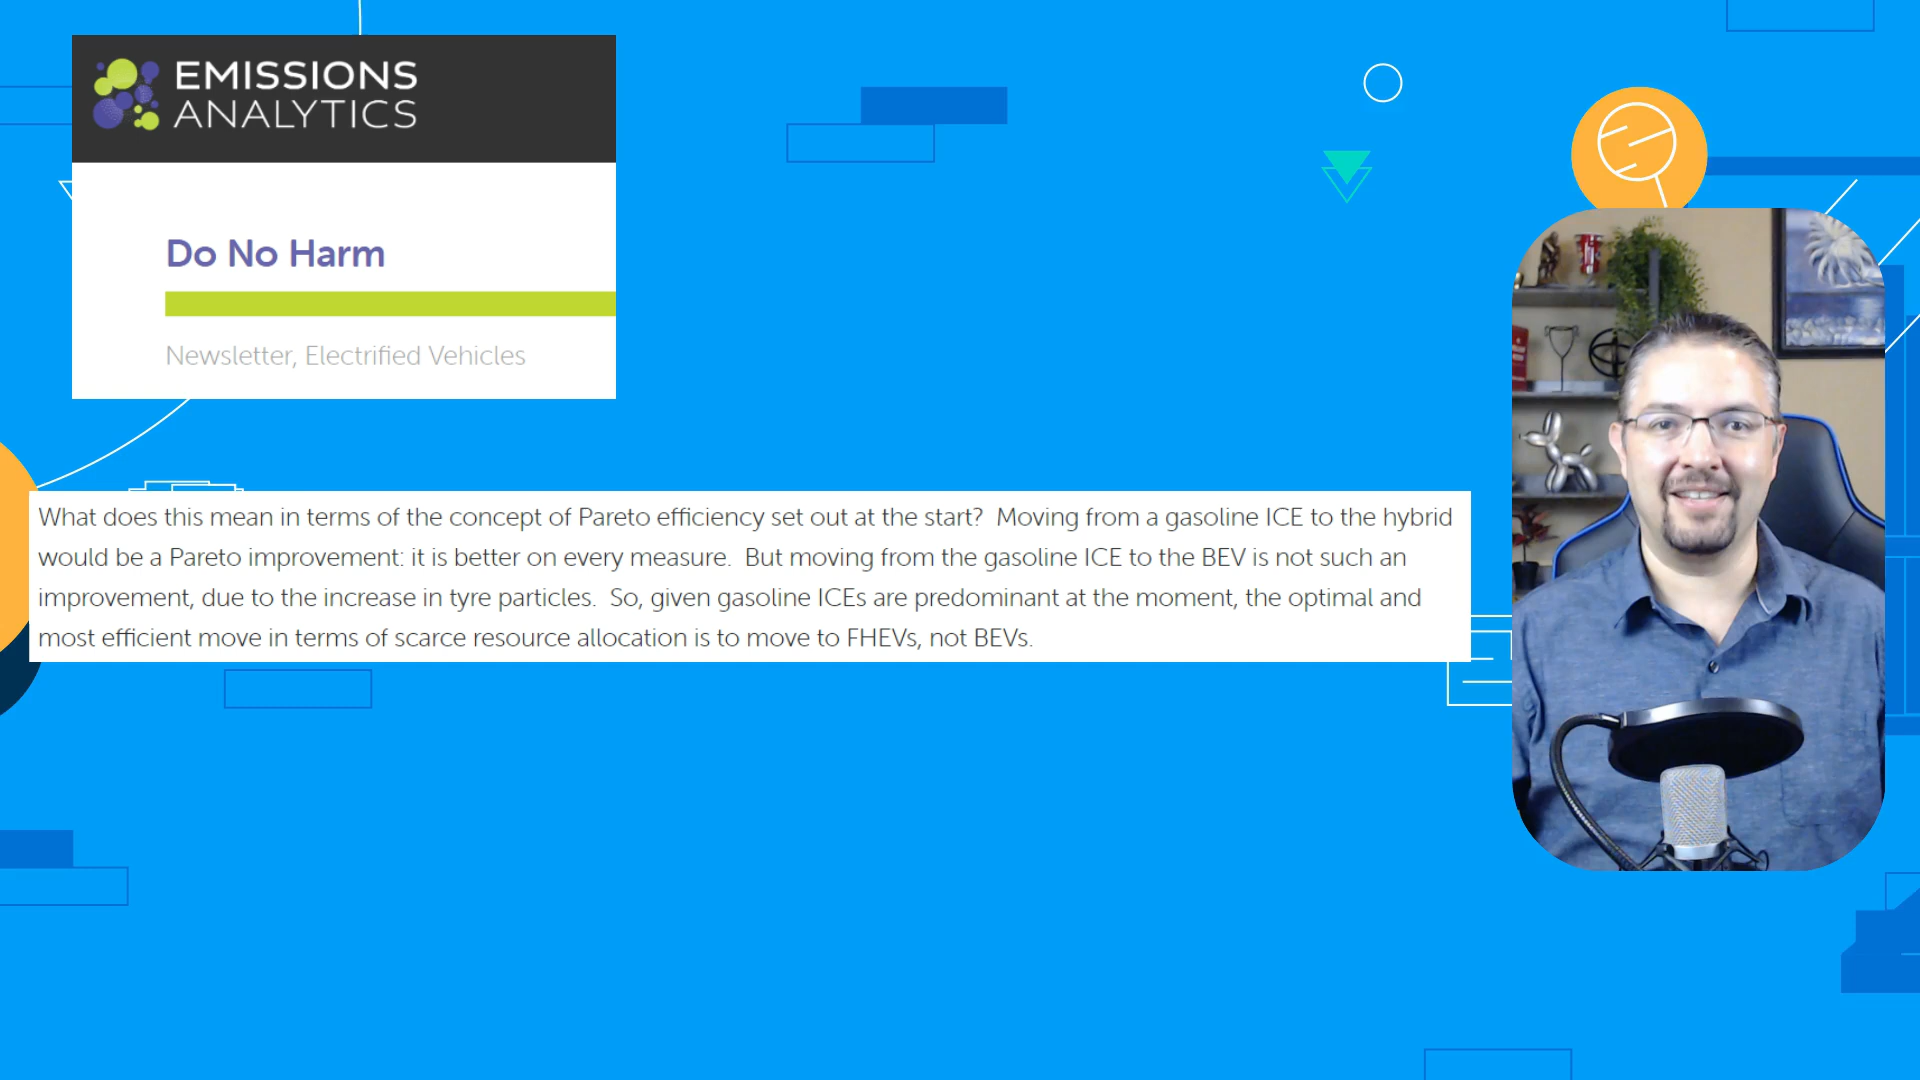 EMISSIONS
ANALYTICS
Do No Harm
Newsletter, Electrified Vehicles
What does this mean in terms of the concept of Pareto efficiency set out at the start?  Moving from a gasoline ICE to the hybrid
would be a Pareto improvement: it is better on every measure.  But moving from the gasoline ICE to the BEV is not such an
improvement, due to the increase in tyre particles.  So, given gasoline ICEs are predominant at the moment, the optimal and
most efficient move in terms of scarce resource allocation is to move to FHEVs, not BEVs.